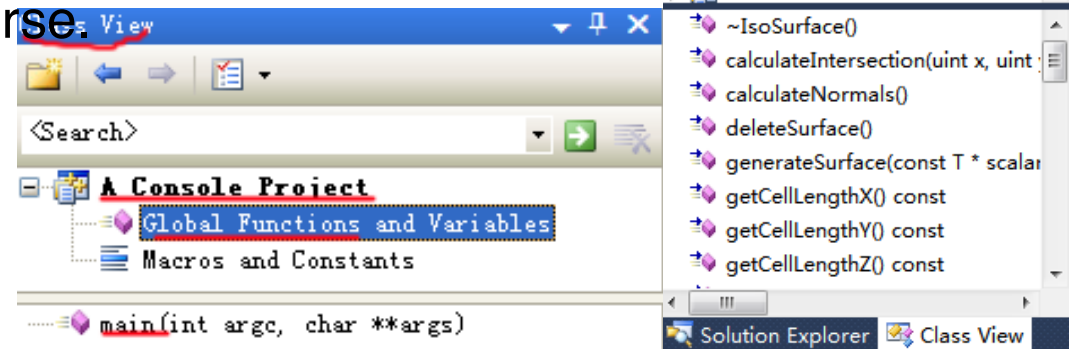 rse.
Class View
<Search>
A Console Project
Global Functions and Variables
Macros and Constants
main(int argc, char **args)
~IsoSurface()
calculateIntersection(uint x, uint
calculateNormals()
deleteSurface()
generateSurface(const T * scalar
getCellLengthX() const
getCellLengthY() const
getCellLengthZ() const
Solution Explorer
Class View